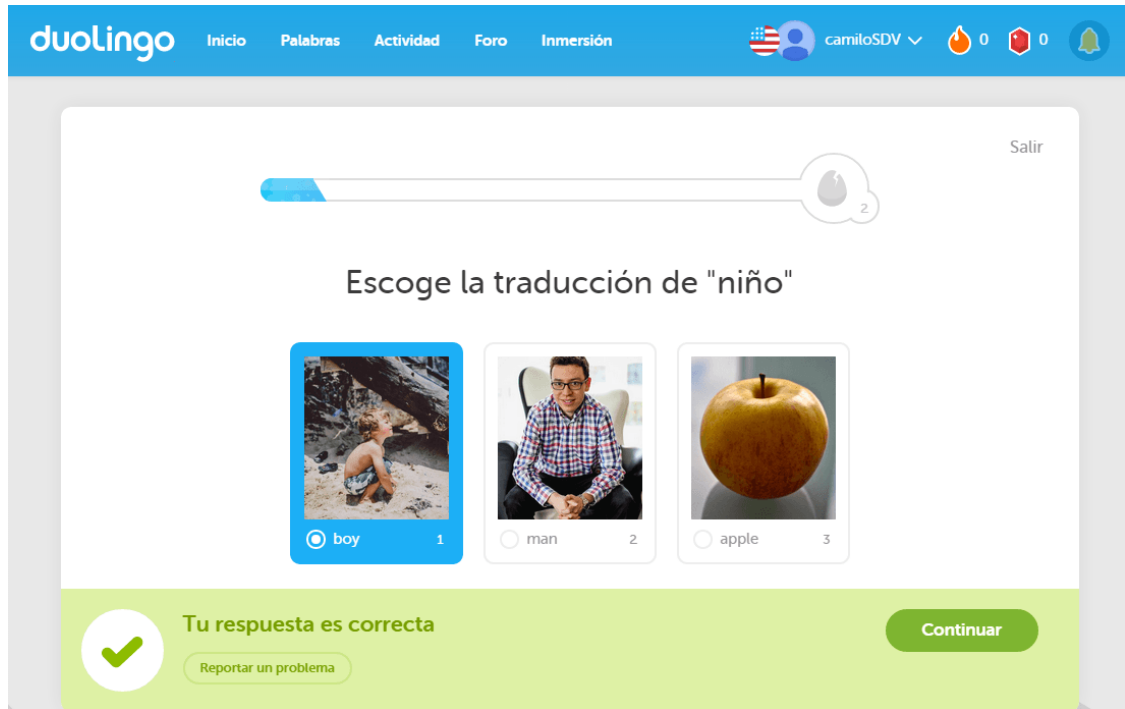 duolingo Inicio Palabras Actividad Foro Inmersión camiloSDV 0 0
Salir
2
Escoge la traducción de "niño"
boy 1 man 2 apple 3
Tu respuesta es correcta
Continuar
Reportar un problema